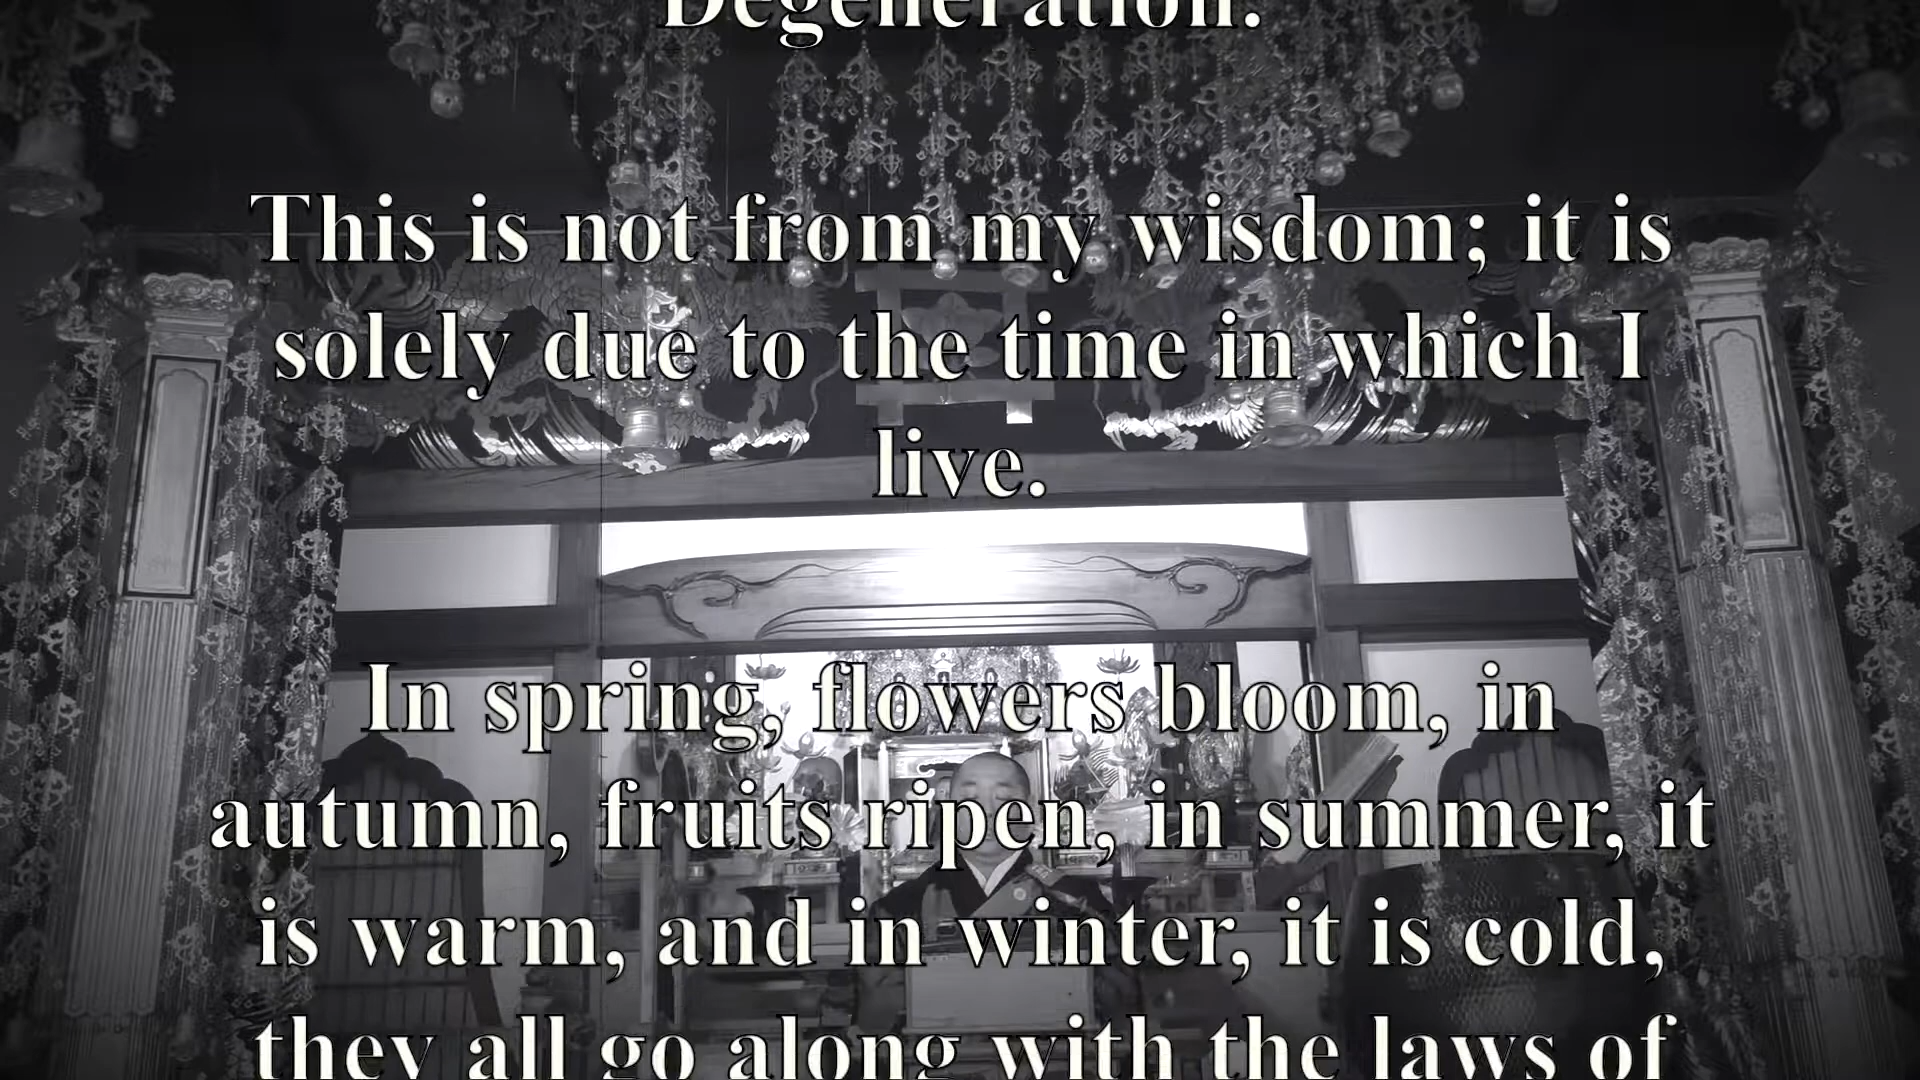 Degeneration.
This is not from my wisdom; it is
solely due to the time in which I
live.
In spring, flowers bloom, in
autumn, fruits ripen, in summer, it
is warm, and in winter, it is cold,
they all go along with the laws of